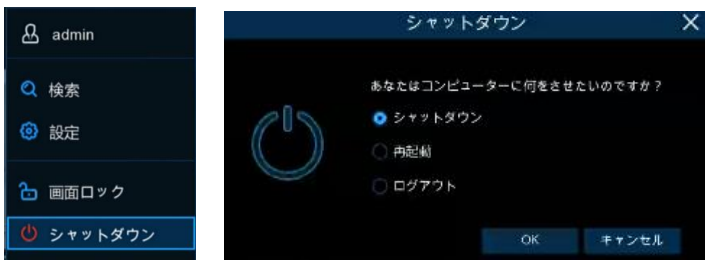 admin
検索
設定
画面ロック
シャットダウン
シャットダウン
あなたはコンピューターに何をさせたいのですか？
シャットダウン
再起動
ログアウト
OK
キャンセル